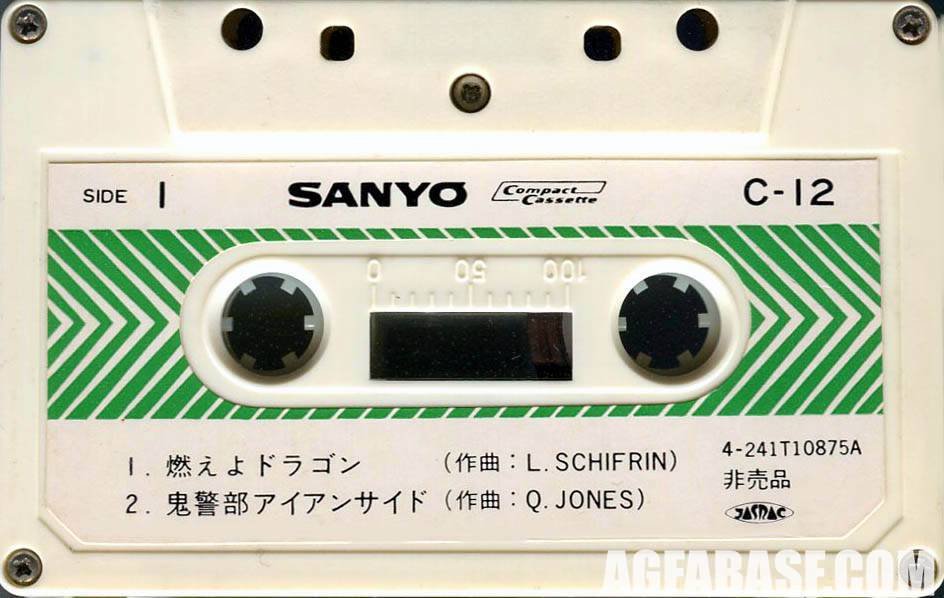 SIDE 1 SANYO Compact Cassette C-12
0 50 100
1. 燃えよドラゴン (作曲:L.SCHIFRIN)
2. 鬼警部アイアンサイド (作曲:Q.JONES)
4-241T10875A
非売品
JASRAC
AGFABASE.COM